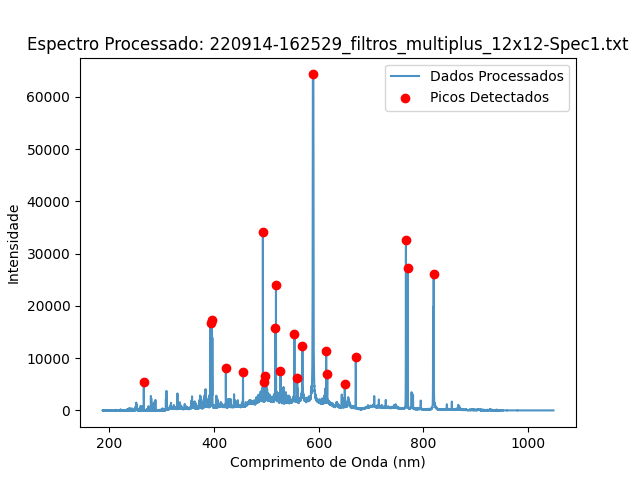 Espectro Processado: 220914-162529_filtros_multiplus_12x12-Spec1.txt
Dados Processados
Picos Detectados
Intensidade
60000
50000
40000
30000
20000
10000
0
200
400
600
800
1000
Comprimento de Onda (nm)